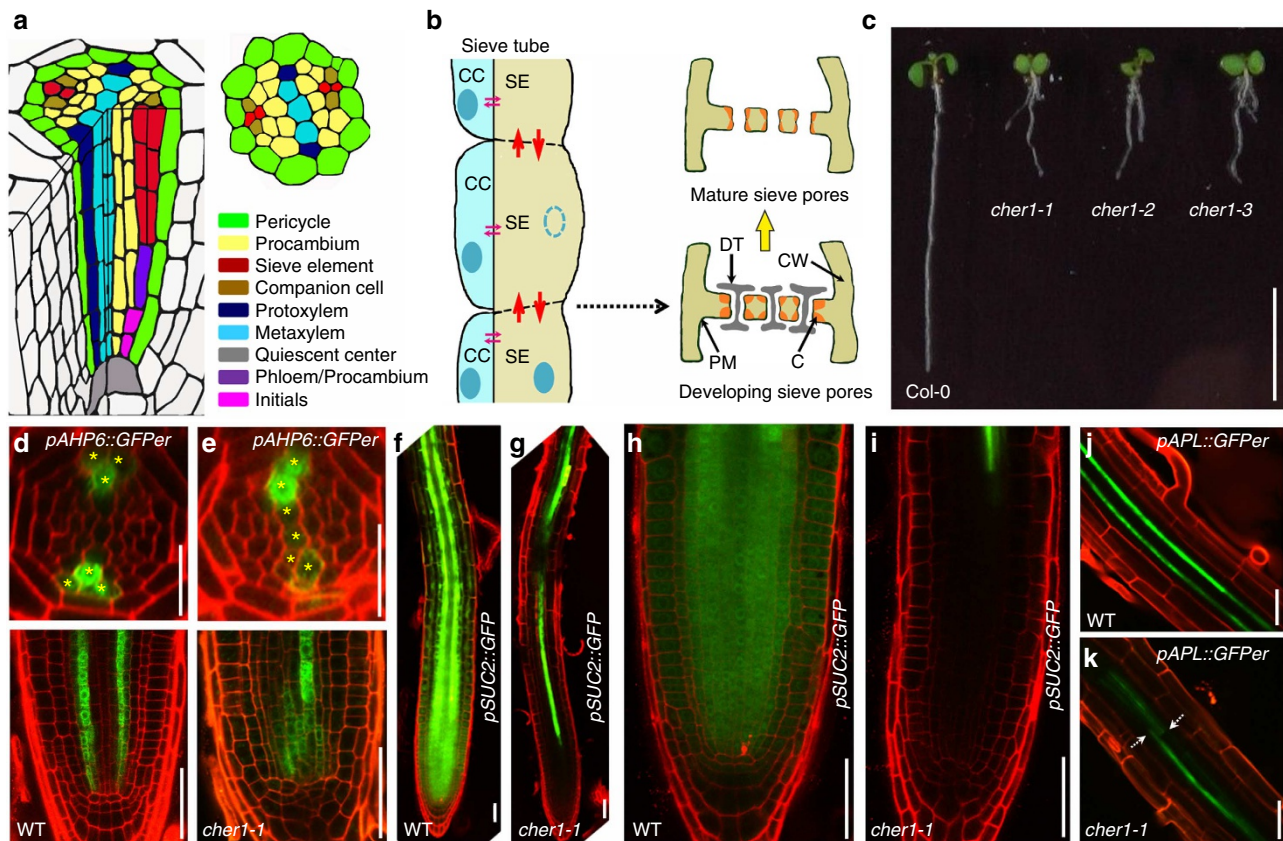 a
Pericycle
Procambium
Sieve element
Companion cell
Protoxylem
Metaxylem
Quiescent center
Phloem/Procambium
Initials
b
Sieve tube
CC
SE
CC
SE
CC
SE
Mature sieve pores
DT
CW
PM
C
Developing sieve pores
c
cher1-1
cher1-2
cher1-3
Col-0
d
pAHP6::GFPer
WT
e
pAHP6::GFPer
cher1-1
f
pSUC2::GFP
WT
g
pSUC2::GFP
cher1-1
h
pSUC2::GFP
WT
i
pSUC2::GFP
cher1-1
j
pAPL::GFPer
WT
k
pAPL::GFPer
cher1-1